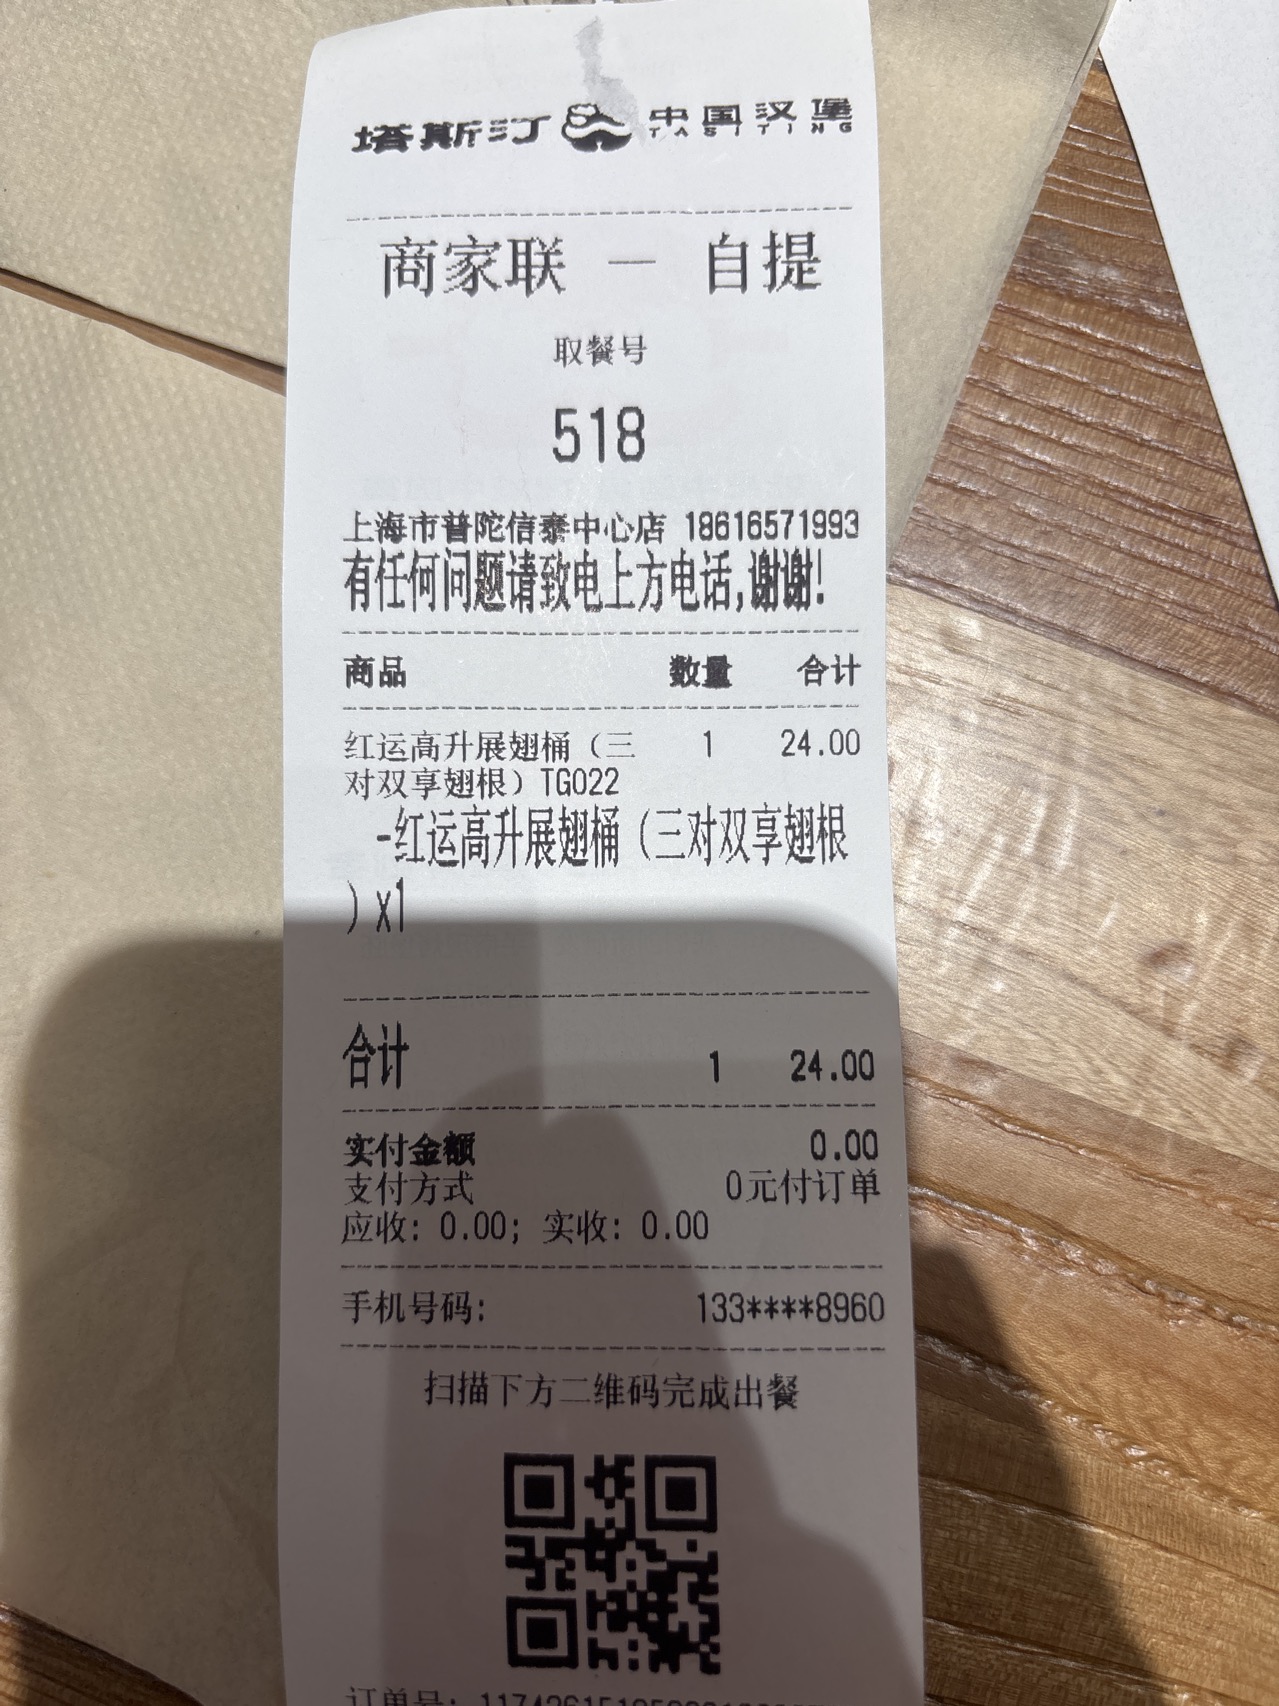 塔斯汀 中国汉堡
TASITING
商家联 — 自提
取餐号
518
上海市普陀信泰中心店 18616571993
有任何问题请致电上方电话,谢谢!
商品 数量 合计
红运高升展翅桶（三 1 24.00
对双享翅根）TG022
-红运高升展翅桶（三对双享翅根
）x1
合计 1 24.00
实付金额 0.00
支付方式 0元付订单
应收: 0.00; 实收: 0.00
手机号码: 133****8960
扫描下方二维码完成出餐
订单号: